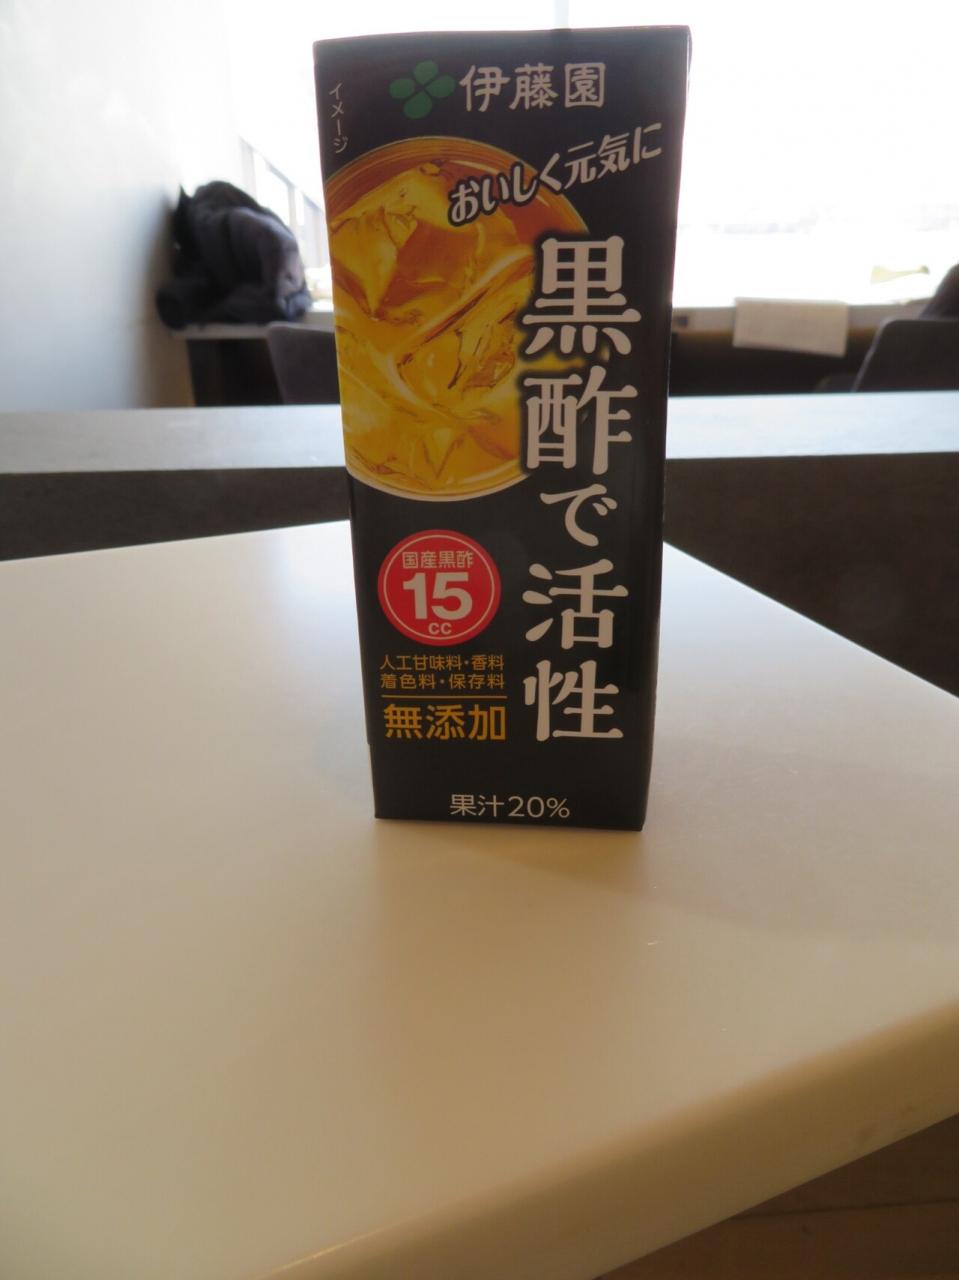 伊藤園
イメージ
おいしく元気に
黒酢で活性
国産黒酢
15
cc
人工甘味料・香料
着色料・保存料
無添加
果汁20%